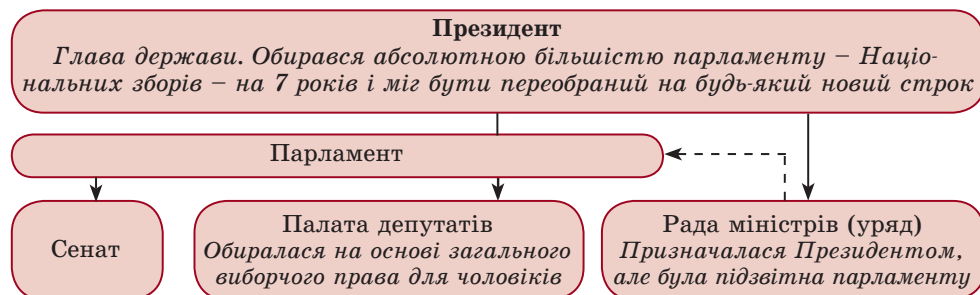 Президент
Глава держави. Обирався абсолютною більшістю парламенту – Націо-
нальних зборів – на 7 років і міг бути переобраний на будь-який новий строк
Парламент
Сенат
Палата депутатів
Обиралася на основі загального
виборчого права для чоловіків
Рада міністрів (уряд)
Призначалася Президентом,
але була підзвітна парламенту